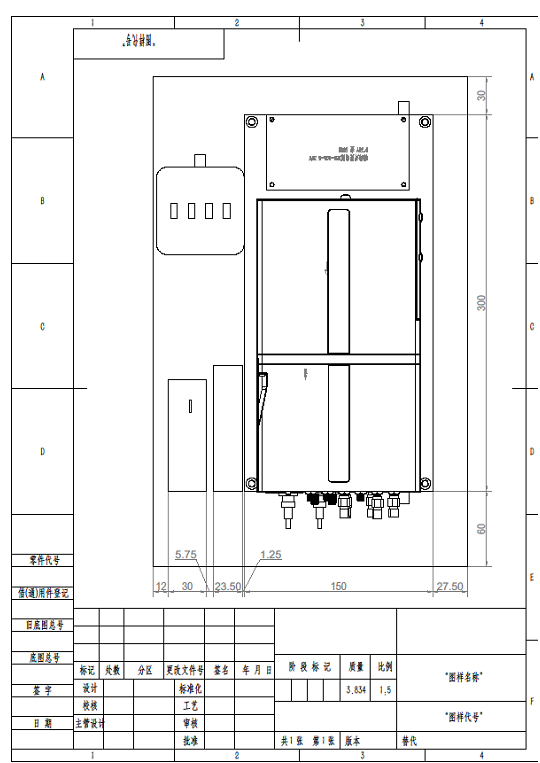 1 2 3 4
A A
30
B B
300
C C
D D
60
5.75 1.25
12 30 23.50 150 27.50
零件代号
借(通)用件登记
旧底图总号
底图总号
签字
日期
E
F
标记 处数 分区 更改文件号 签名 年 月 日
设计 标准化
校核 工艺
主管设计 审核
批准
阶段标记 质量 比例
3.834 1:5
共1张 第1张 版本 替代
"图样名称"
"图样代号"
1 2 3 4